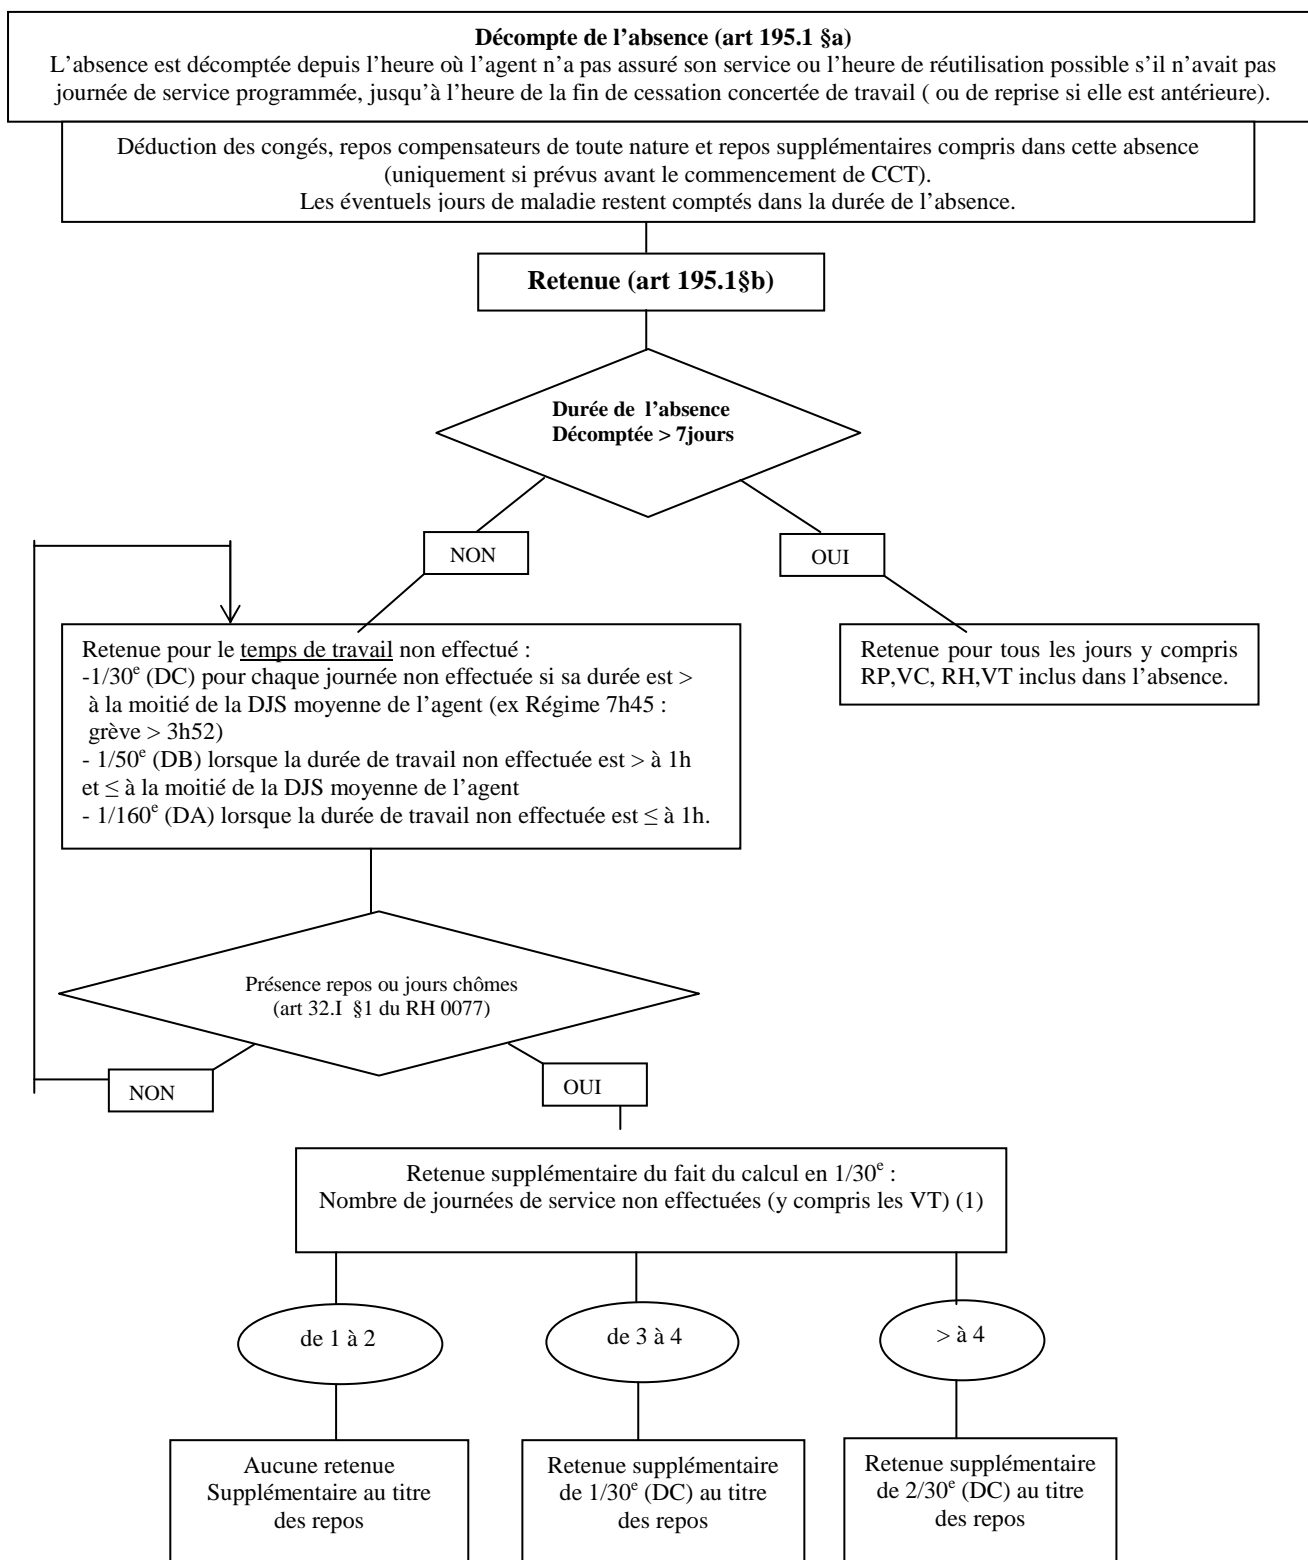 Décompte de l'absence (art 195.1 §a)
L'absence est décomptée depuis l'heure où l'agent n'a pas assuré son service ou l'heure de réutilisation possible s'il n'avait pas
journée de service programmée, jusqu'à l'heure de la fin de cessation concertée de travail ( ou de reprise si elle est antérieure).
Déduction des congés, repos compensateurs de toute nature et repos supplémentaires compris dans cette absence
(uniquement si prévus avant le commencement de CCT).
Les éventuels jours de maladie restent comptés dans la durée de l'absence.
Retenue (art 195.1§b)
Durée de l'absence
Décomptée > 7jours
NON
OUI
Retenue pour le temps de travail non effectué :
-1/30e (DC) pour chaque journée non effectuée si sa durée est >
à la moitié de la DJS moyenne de l'agent (ex Régime 7h45 :
grève > 3h52)
- 1/50e (DB) lorsque la durée de travail non effectuée est > à 1h
et ≤ à la moitié de la DJS moyenne de l'agent
- 1/160e (DA) lorsque la durée de travail non effectuée est ≤ à 1h.
Retenue pour tous les jours y compris
RP,VC, RH,VT inclus dans l'absence.
Présence repos ou jours chômes
(art 32.I §1 du RH 0077)
NON
OUI
Retenue supplémentaire du fait du calcul en 1/30e :
Nombre de journées de service non effectuées (y compris les VT) (1)
de 1 à 2
de 3 à 4
> à 4
Aucune retenue
Supplémentaire au titre
des repos
Retenue supplémentaire
de 1/30e (DC) au titre
des repos
Retenue supplémentaire
de 2/30e (DC) au titre
des repos